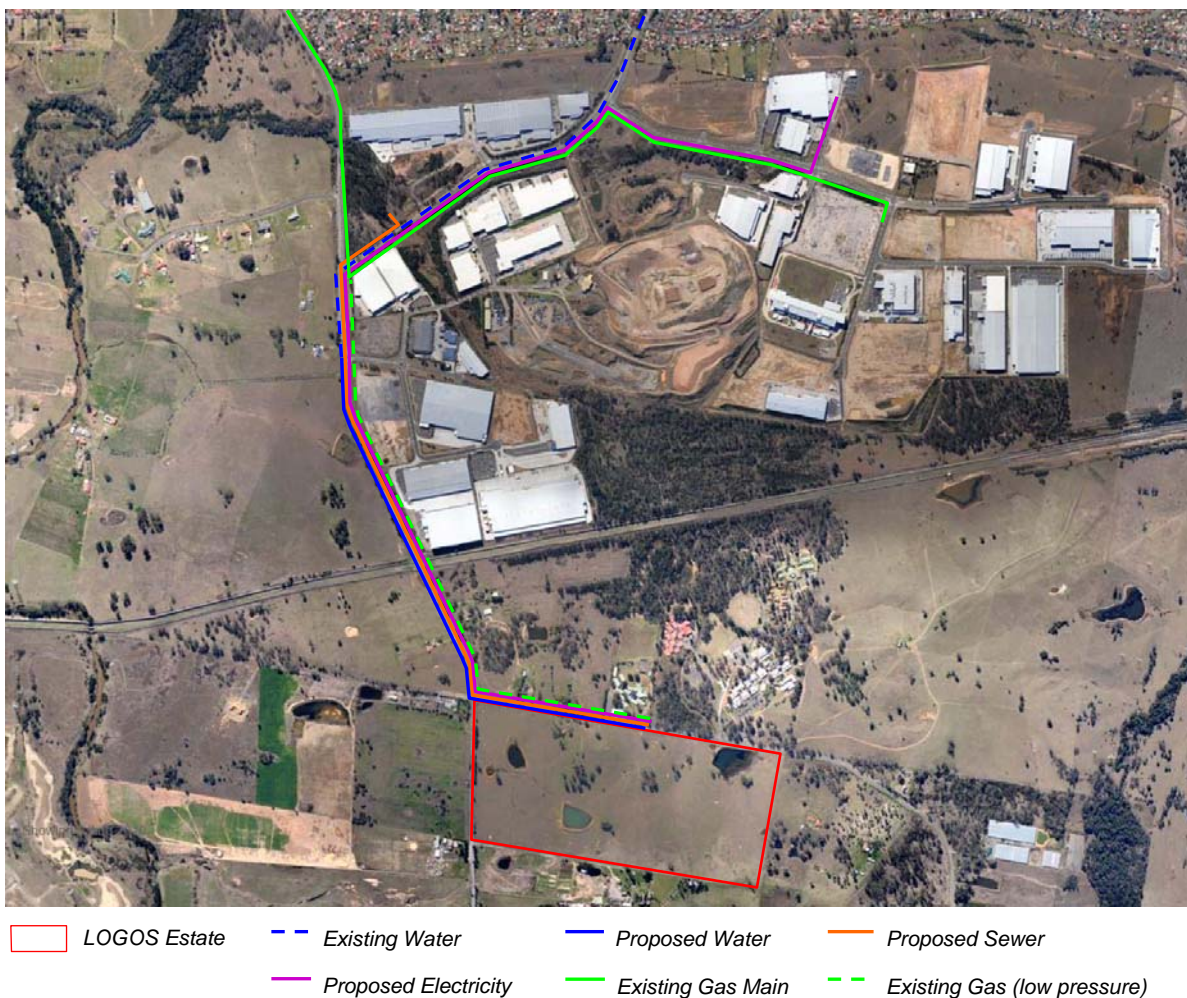 LOGOS Estate Existing Water Proposed Water Proposed Sewer
Proposed Electricity Existing Gas Main Existing Gas (low pressure)